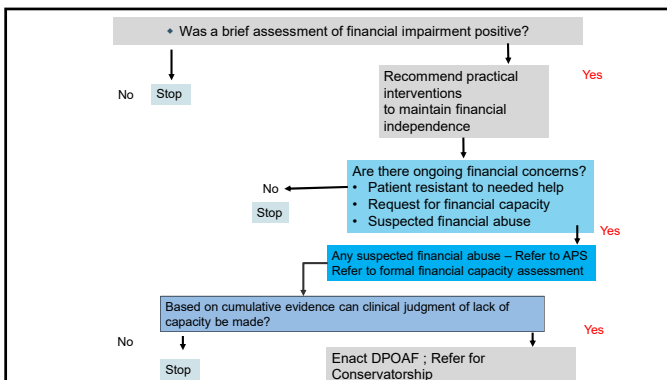 ❖ Was a brief assessment of financial impairment positive?
Yes
Recommend practical
interventions
to maintain financial
independence
No
Stop
Are there ongoing financial concerns?
• Patient resistant to needed help
• Request for financial capacity
• Suspected financial abuse
No
Stop
Yes
Any suspected financial abuse – Refer to APS
Refer to formal financial capacity assessment
Based on cumulative evidence can clinical judgment of lack of
capacity be made?
No
Stop
Yes
Enact DPOAF ; Refer for
Conservatorship